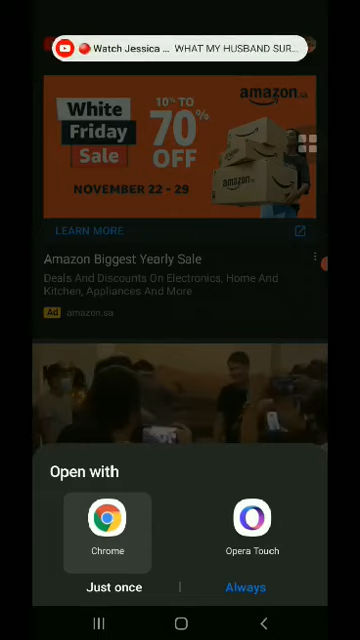 Watch Jessica ... WHAT MY HUSBAND SUR...
amazon.sa
White
Friday
Sale
10% TO
70%
OFF
amazon
NOVEMBER 22 - 29
LEARN MORE
Amazon Biggest Yearly Sale
Deals And Discounts On Electronics, Home And
Kitchen, Appliances And More
Ad amazon.sa
Open with
Chrome
Opera Touch
Just once | Always